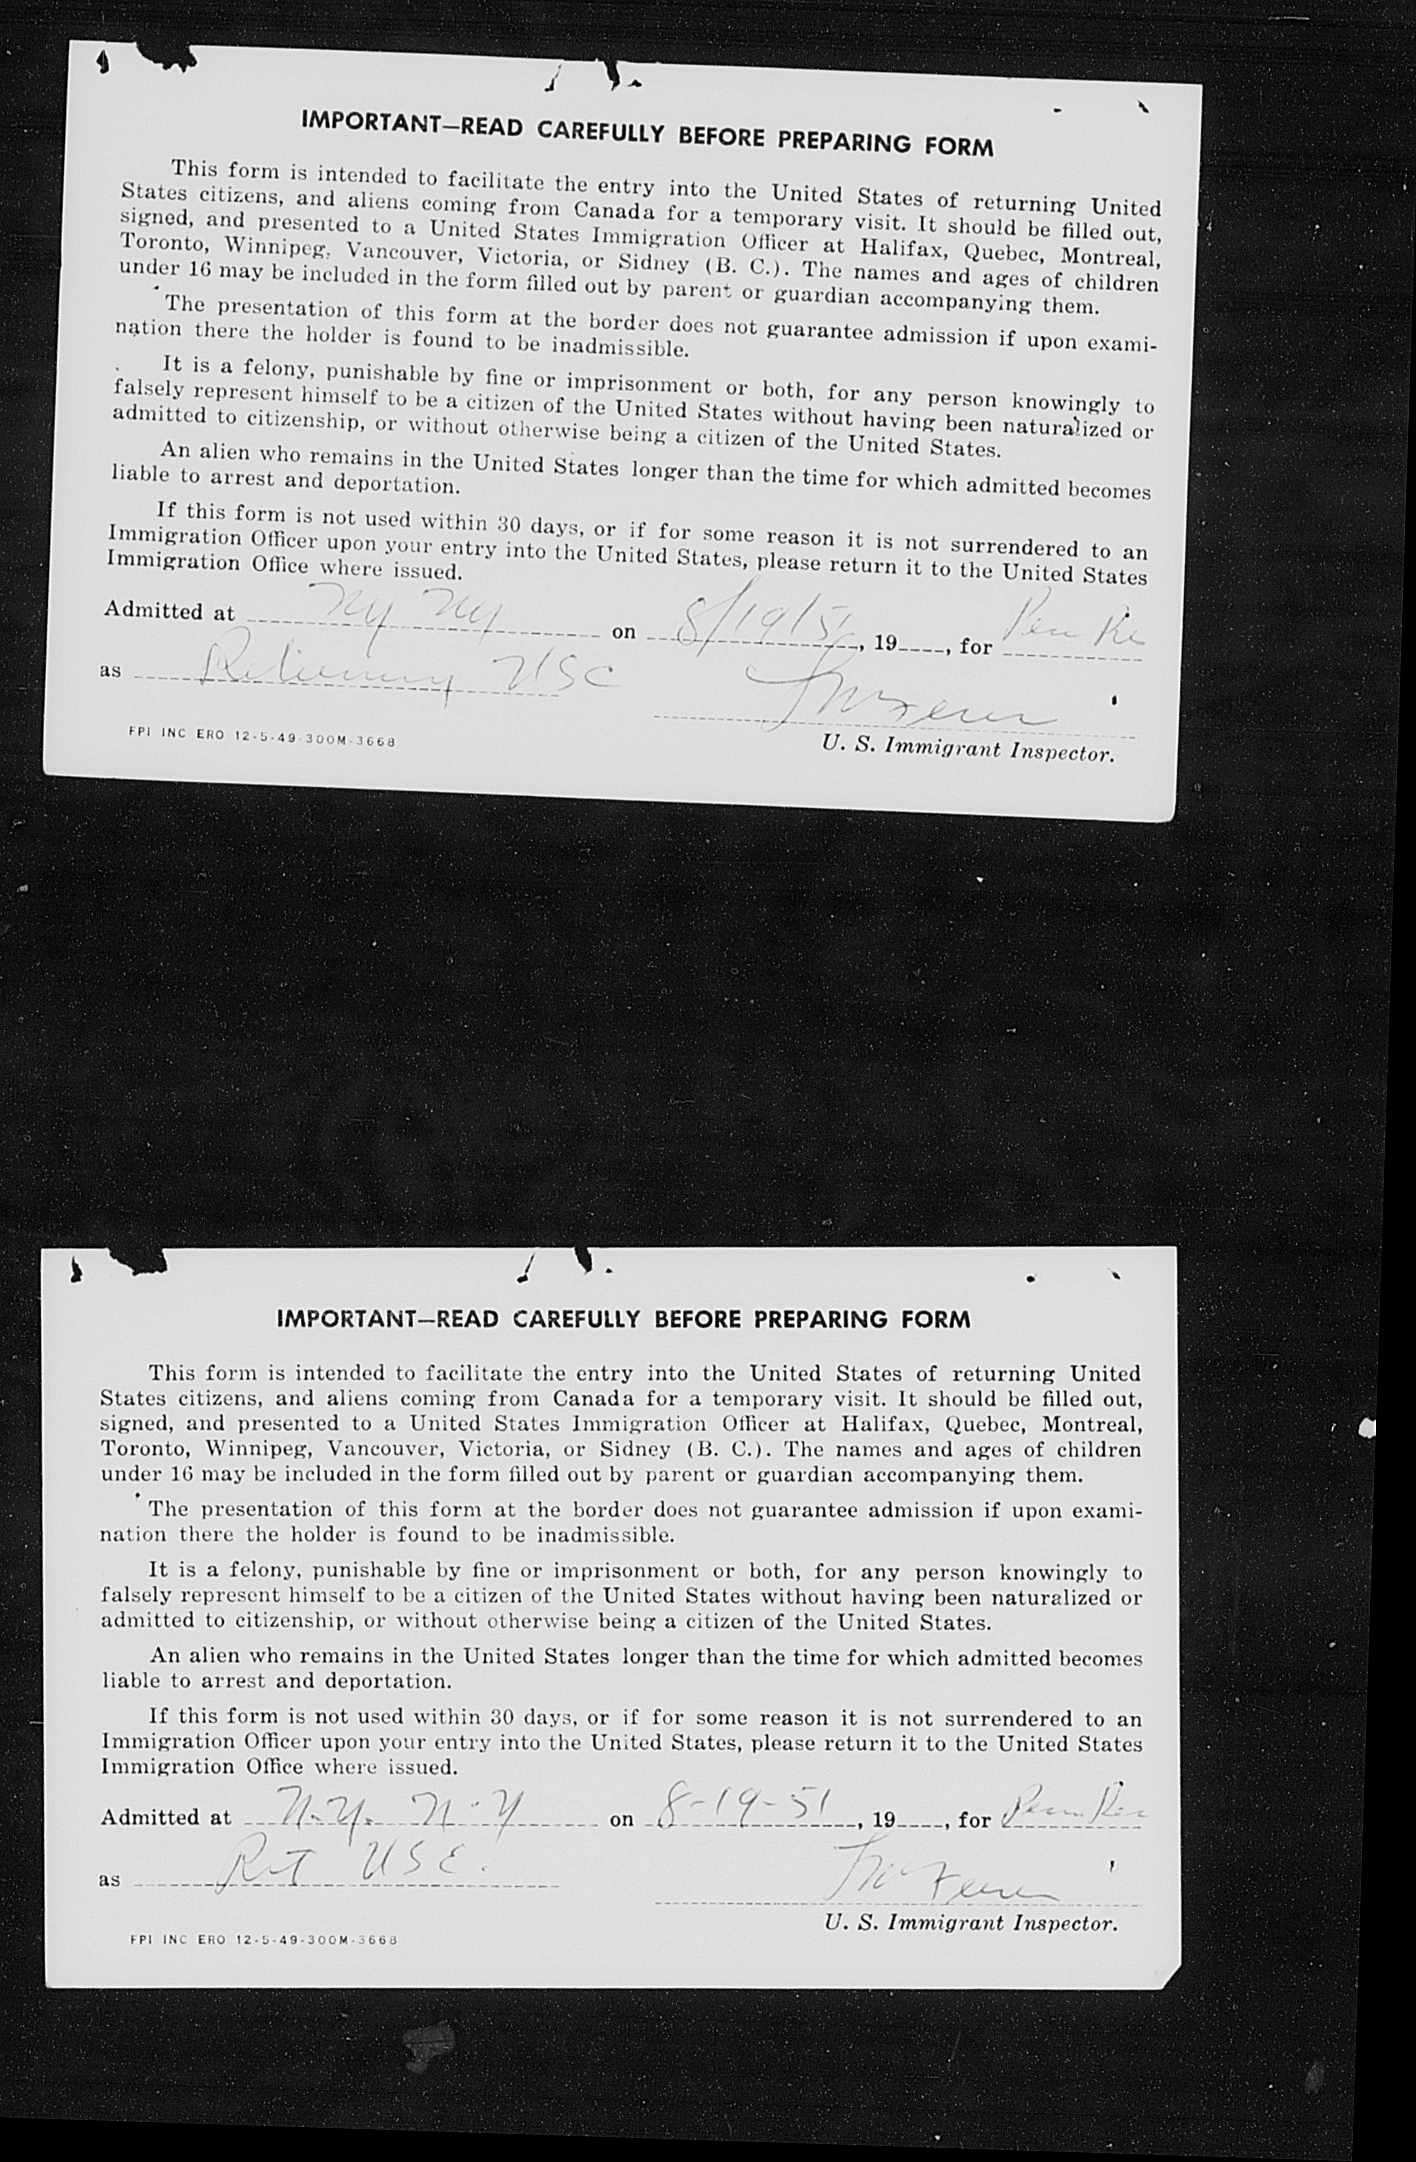 IMPORTANT—READ CAREFULLY BEFORE PREPARING FORM
This form is intended to facilitate the entry into the United States of returning United
States citizens, and aliens coming from Canada for a temporary visit. It should be filled out,
signed, and presented to a United States Immigration Officer at Halifax, Quebec, Montreal,
Toronto, Winnipeg, Vancouver, Victoria, or Sidney (B. C.). The names and ages of children
under 16 may be included in the form filled out by parent or guardian accompanying them.
The presentation of this form at the border does not guarantee admission if upon exami-
nation there the holder is found to be inadmissible.
It is a felony, punishable by fine or imprisonment or both, for any person knowingly to
falsely represent himself to be a citizen of the United States without having been naturalized or
admitted to citizenship, or without otherwise being a citizen of the United States.
An alien who remains in the United States longer than the time for which admitted becomes
liable to arrest and deportation.
If this form is not used within 30 days, or if for some reason it is not surrendered to an
Immigration Officer upon your entry into the United States, please return it to the United States
Immigration Office where issued.
Admitted at NY NY on 8/19/51, 19____, for
as Returning USC
U. S. Immigrant Inspector.
FPI INC ERO 12-5-49-300M-3668
IMPORTANT—READ CAREFULLY BEFORE PREPARING FORM
This form is intended to facilitate the entry into the United States of returning United
States citizens, and aliens coming from Canada for a temporary visit. It should be filled out,
signed, and presented to a United States Immigration Officer at Halifax, Quebec, Montreal,
Toronto, Winnipeg, Vancouver, Victoria, or Sidney (B. C.). The names and ages of children
under 16 may be included in the form filled out by parent or guardian accompanying them.
The presentation of this form at the border does not guarantee admission if upon exami-
nation there the holder is found to be inadmissible.
It is a felony, punishable by fine or imprisonment or both, for any person knowingly to
falsely represent himself to be a citizen of the United States without having been naturalized or
admitted to citizenship, or without otherwise being a citizen of the United States.
An alien who remains in the United States longer than the time for which admitted becomes
liable to arrest and deportation.
If this form is not used within 30 days, or if for some reason it is not surrendered to an
Immigration Officer upon your entry into the United States, please return it to the United States
Immigration Office where issued.
Admitted at N.Y. N.Y on 8-19-51, 19____, for
as Ret USC.
U. S. Immigrant Inspector.
FPI INC ERO 12-5-49-300M-3668